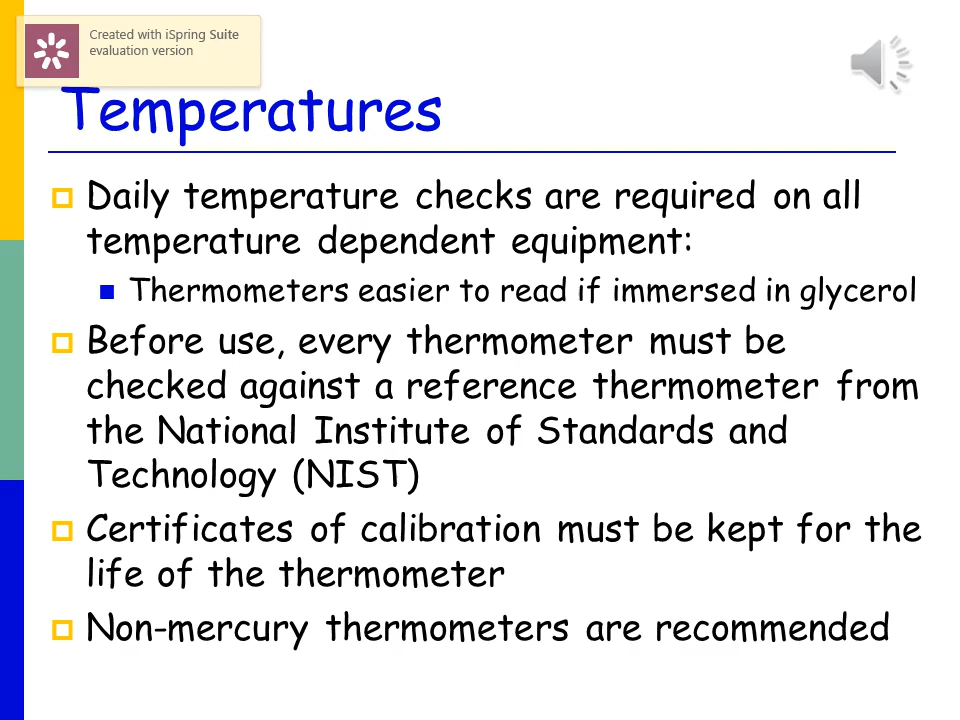 Created with iSpring Suite
evaluation version
Temperatures
Daily temperature checks are required on all
temperature dependent equipment:
Thermometers easier to read if immersed in glycerol
Before use, every thermometer must be
checked against a reference thermometer from
the National Institute of Standards and
Technology (NIST)
Certificates of calibration must be kept for the
life of the thermometer
Non-mercury thermometers are recommended